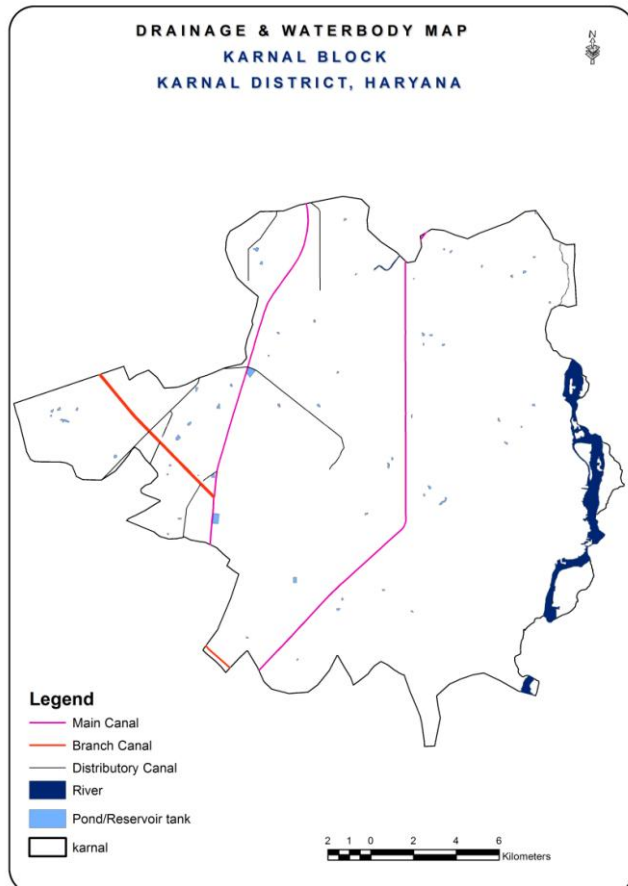 DRAINAGE & WATERBODY MAP
KARNAL BLOCK
KARNAL DISTRICT, HARYANA
N
Legend
Main Canal
Branch Canal
Distributory Canal
River
Pond/Reservoir tank
karnal
2 1 0 2 4 6
Kilometers